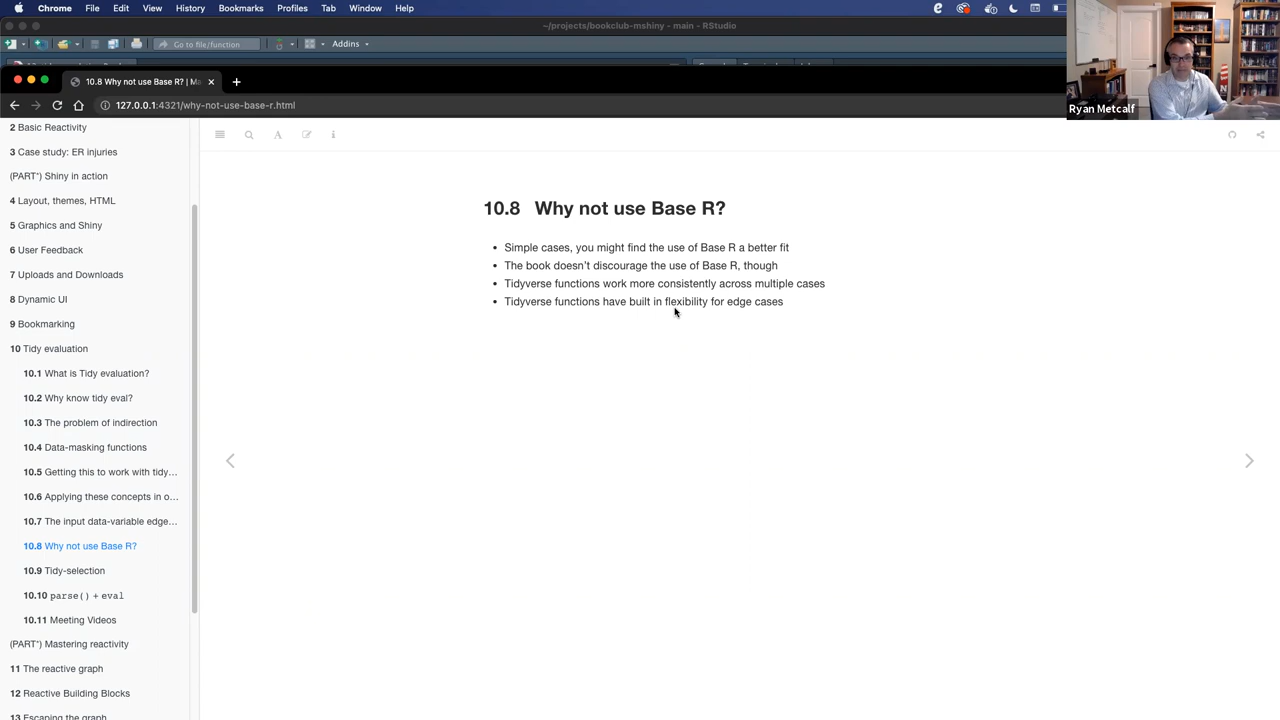 Chrome File Edit View History Bookmarks Profiles Tab Window Help
~/projects/bookclub-mshiny - main - RStudio
Go to file/function Addins
10.8 Why not use Base R? | Ma
127.0.0.1:4321/why-not-use-base-r.html
Ryan Metcalf
2 Basic Reactivity
3 Case study: ER injuries
(PART*) Shiny in action
4 Layout, themes, HTML
5 Graphics and Shiny
6 User Feedback
7 Uploads and Downloads
8 Dynamic UI
9 Bookmarking
10 Tidy evaluation
10.1 What is Tidy evaluation?
10.2 Why know tidy eval?
10.3 The problem of indirection
10.4 Data-masking functions
10.5 Getting this to work with tidy…
10.6 Applying these concepts in o…
10.7 The input data-variable edge…
10.8 Why not use Base R?
10.9 Tidy-selection
10.10 parse() + eval
10.11 Meeting Videos
(PART*) Mastering reactivity
11 The reactive graph
12 Reactive Building Blocks
13 Escaping the graph
10.8 Why not use Base R?
• Simple cases, you might find the use of Base R a better fit
• The book doesn't discourage the use of Base R, though
• Tidyverse functions work more consistently across multiple cases
• Tidyverse functions have built in flexibility for edge cases